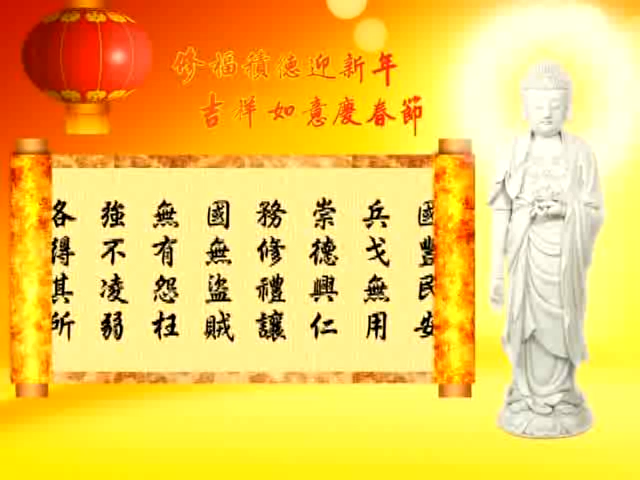 修福積德迎新年
吉祥如意慶春節
國豐民安
兵戈無用
崇德興仁
務修禮讓
國無盜賊
無有怨枉
強不凌弱
各得其所